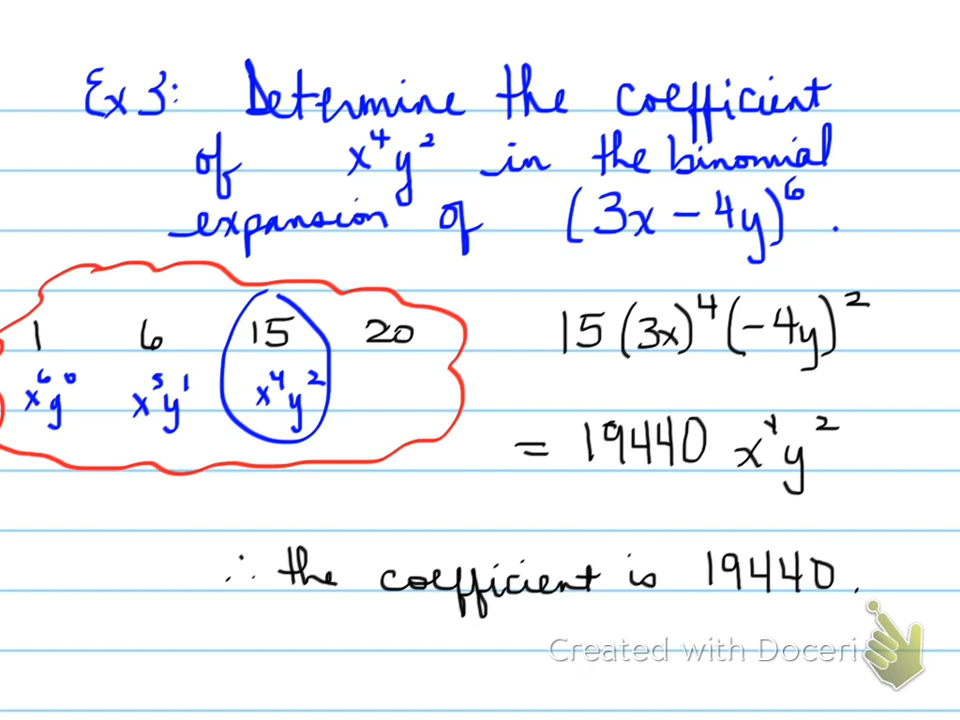 Ex 3: Determine the coefficient
of x⁴y² in the binomial
expansion of (3x - 4y)⁶.
1 6 15 20
x⁶y⁰ x⁵y¹ x⁴y²
15(3x)⁴(-4y)²
= 19440 x⁴y²
∴ the coefficient is 19440.
Created with Doceri